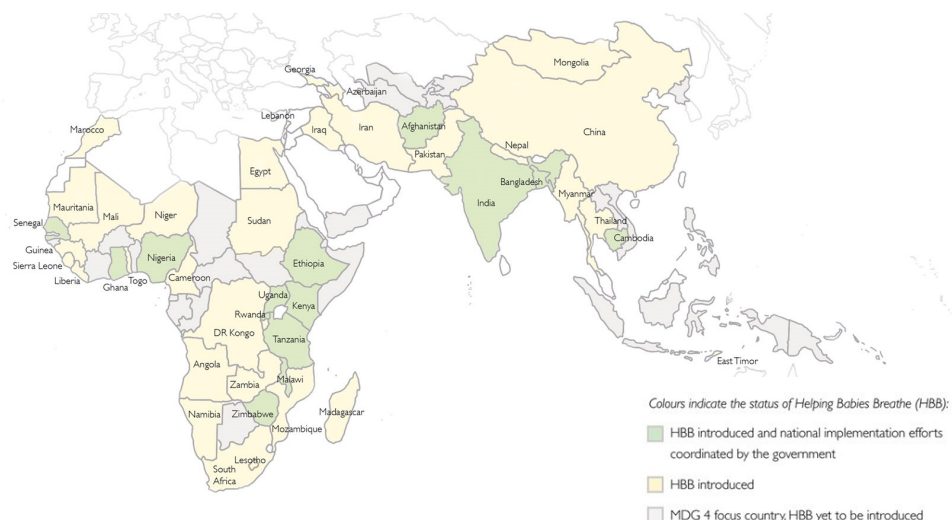 Mongolia
Georgia
Azerbaijan
Lebanon
Iraq
Iran
Afghanistan
China
Marocco
Nepal
Pakistan
Egypt
Bangladesh
Myanmar
India
Mauritania
Mali
Niger
Sudan
Thailand
Senegal
Cambodia
Guinea
Nigeria
Ethiopia
Sierra Leone
Liberia
Togo
Cameroon
Ghana
Uganda
Kenya
Rwanda
DR Kongo
Tanzania
East Timor
Angola
Malawi
Zambia
Namibia
Zimbabwe
Madagascar
Mozambique
Lesotho
South
Africa
Colours indicate the status of Helping Babies Breathe (HBB):
HBB introduced and national implementation efforts
coordinated by the government
HBB introduced
MDG 4 focus country, HBB yet to be introduced